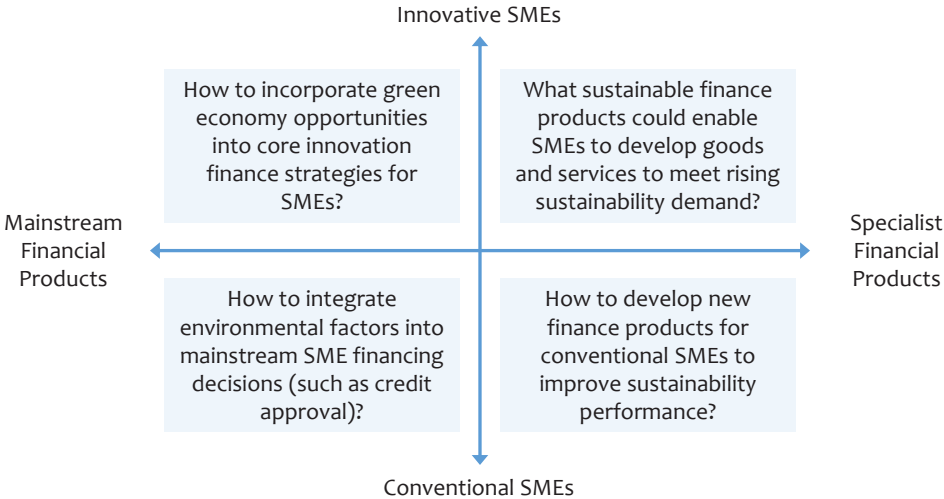 Innovative SMEs
How to incorporate green
economy opportunities
into core innovation
finance strategies for
SMEs?
What sustainable finance
products could enable
SMEs to develop goods
and services to meet rising
sustainability demand?
Mainstream
Financial
Products
Specialist
Financial
Products
How to integrate
environmental factors into
mainstream SME financing
decisions (such as credit
approval)?
How to develop new
finance products for
conventional SMEs to
improve sustainability
performance?
Conventional SMEs